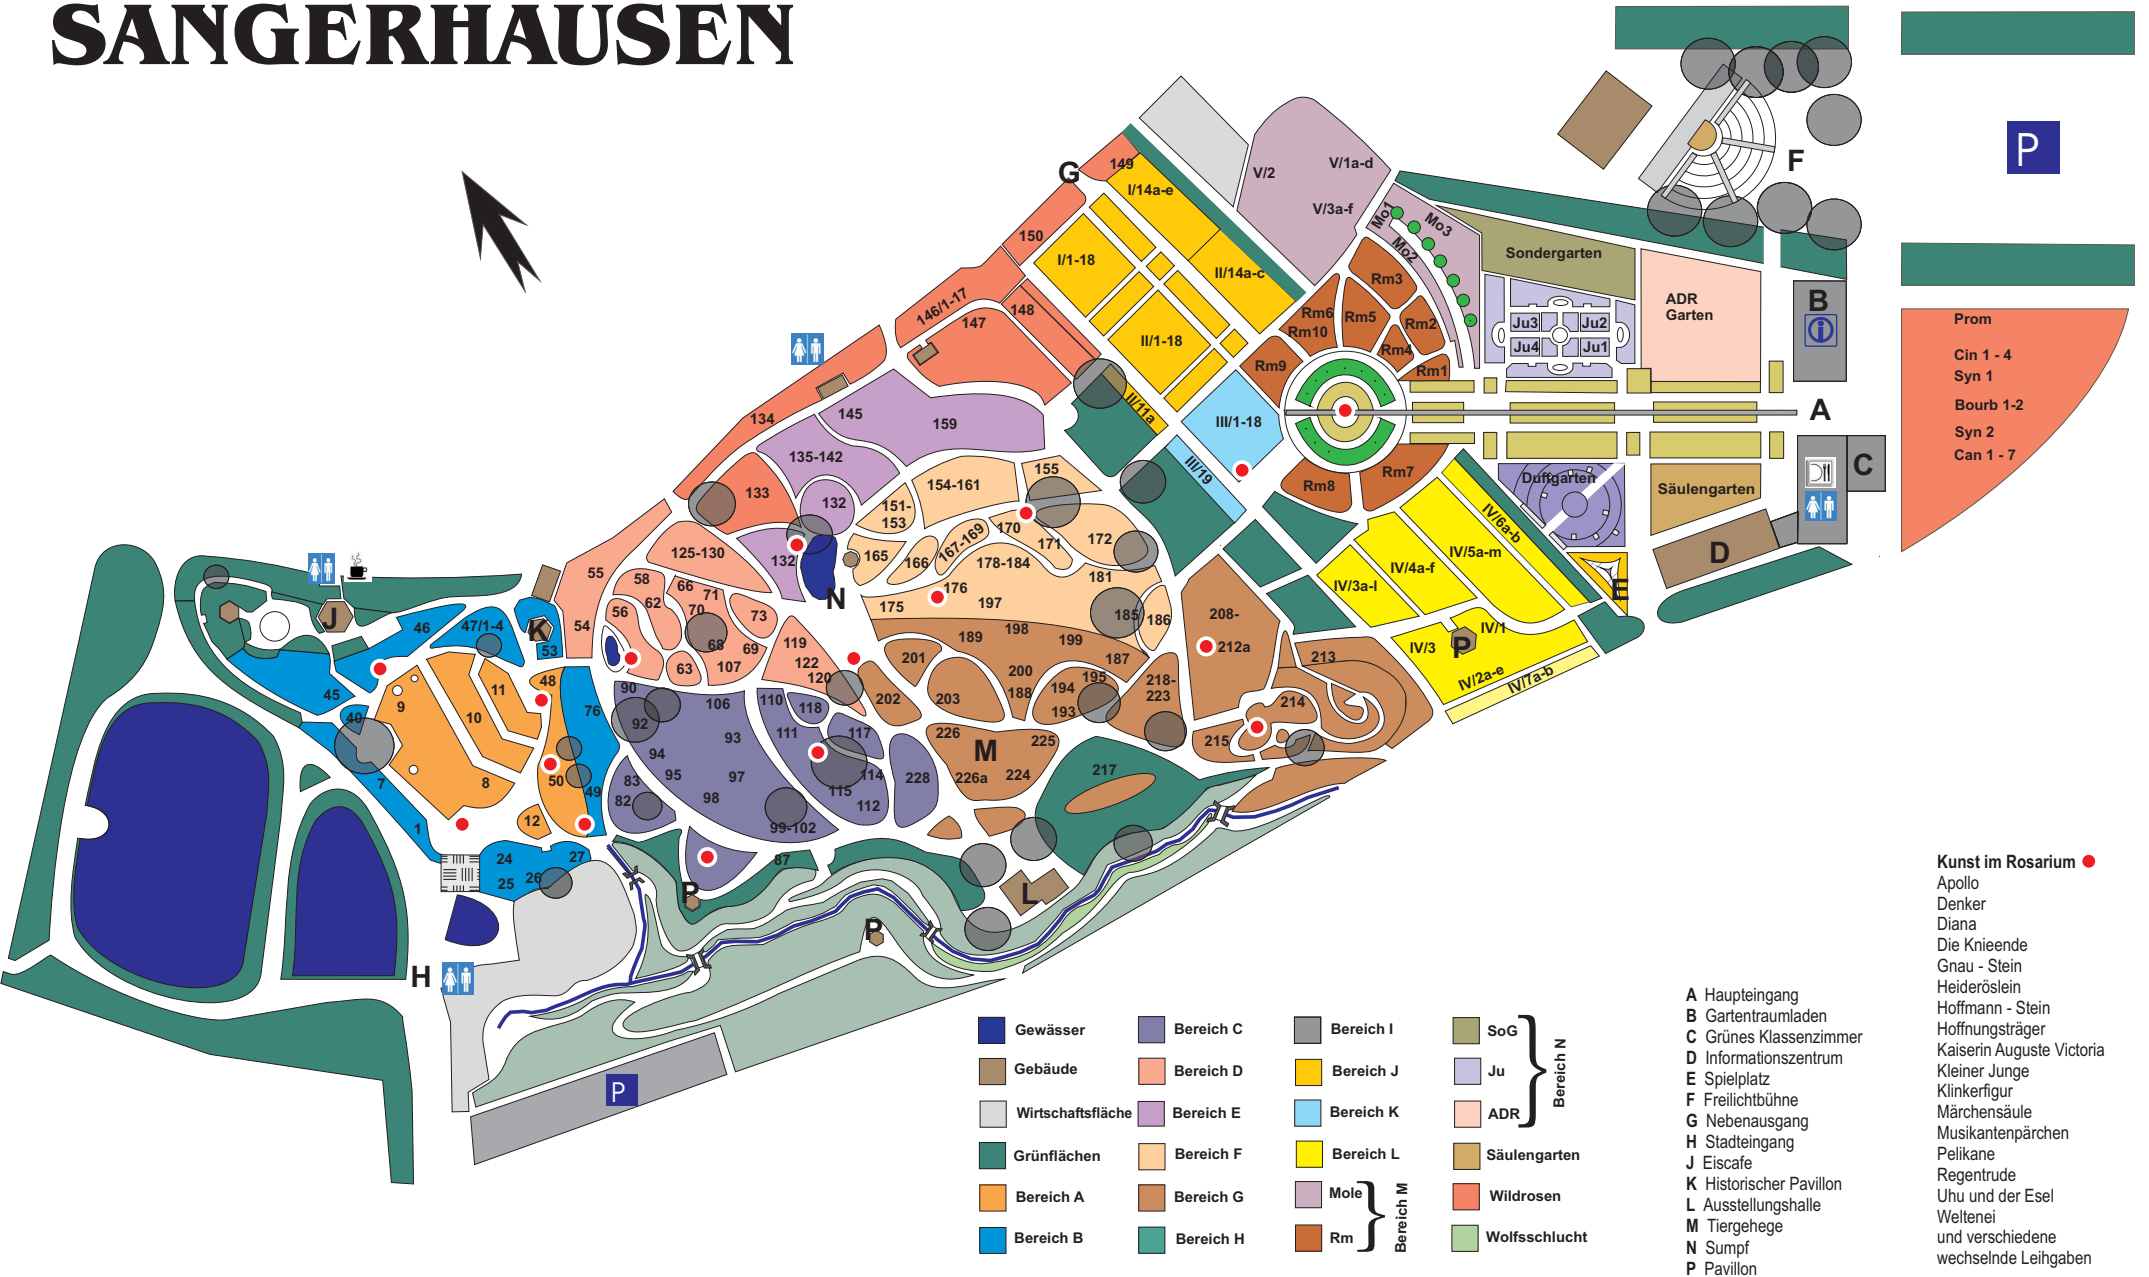 SANGERHAUSEN
P
F
G
149
I/14a-e
V/2
V/1a-d
V/3a-f
Mo1
Mo3
Mo2
150
I/1-18
II/14a-c
Sondergarten
ADR
Garten
B
Rm3
146/1-17
147
148
Rm6
Rm10
Rm5
Rm2
Ju3
Ju2
Ju4
Ju1
II/1-18
Rm4
Rm9
Rm1
Prom
Cin 1 - 4
Syn 1
Bourb 1-2
Syn 2
Can 1 - 7
134
145
159
II/11a
III/1-18
A
135-142
III/19
133
132
151-
153
154-161
155
Rm8
Rm7
Duftgarten
Säulengarten
C
D
E
IV/6a-b
IV/5a-m
IV/4a-f
IV/3a-l
IV/1
IV/3
P
IV/2a-e
IV/7a-b
125-130
132
165
166
167-169
170
171
172
N
178-184
176
181
175
197
185
186
55
58
66
71
56
62
70
73
54
68
69
63
107
119
122
120
189
198
199
187
208-
212a
213
201
200
188
194
195
193
218-
223
202
203
214
215
J
46
47/1-4
K
53
45
40
9
11
48
10
76
8
50
49
7
1
12
24
25
26
27
90
92
106
110
118
93
111
117
94
95
97
98
83
82
114
115
112
228
99-102
87
226
M
225
226a
224
217
P
P
L
H
P
Gewässer
Gebäude
Wirtschaftsfläche
Grünflächen
Bereich A
Bereich B
Bereich C
Bereich D
Bereich E
Bereich F
Bereich G
Bereich H
Bereich I
Bereich J
Bereich K
Bereich L
Mole
Rm
Bereich M
SoG
Ju
ADR
Bereich N
Säulengarten
Wildrosen
Wolfsschlucht
A Haupteingang
B Gartentraumladen
C Grünes Klassenzimmer
D Informationszentrum
E Spielplatz
F Freilichtbühne
G Nebenausgang
H Stadteingang
J Eiscafe
K Historischer Pavillon
L Ausstellungshalle
M Tiergehege
N Sumpf
P Pavillon
Kunst im Rosarium
Apollo
Denker
Diana
Die Knieende
Gnau - Stein
Heideröslein
Hoffmann - Stein
Hoffnungsträger
Kaiserin Auguste Victoria
Kleiner Junge
Klinkerfigur
Märchensäule
Musikantenpärchen
Pelikane
Regentrude
Uhu und der Esel
Weltenei
und verschiedene
wechselnde Leihgaben